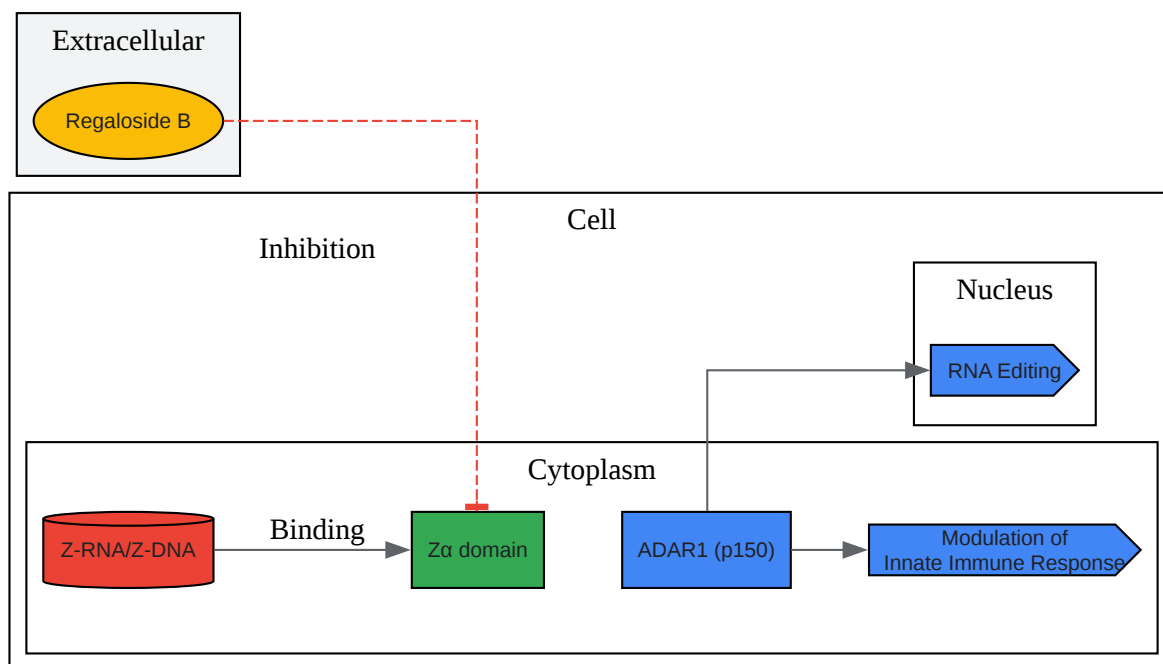 Extracellular
Regaloside B
Cell
Inhibition
Nucleus
RNA Editing
Cytoplasm
Binding
Z-RNA/Z-DNA
Zα domain
ADAR1 (p150)
Modulation of
Innate Immune Response